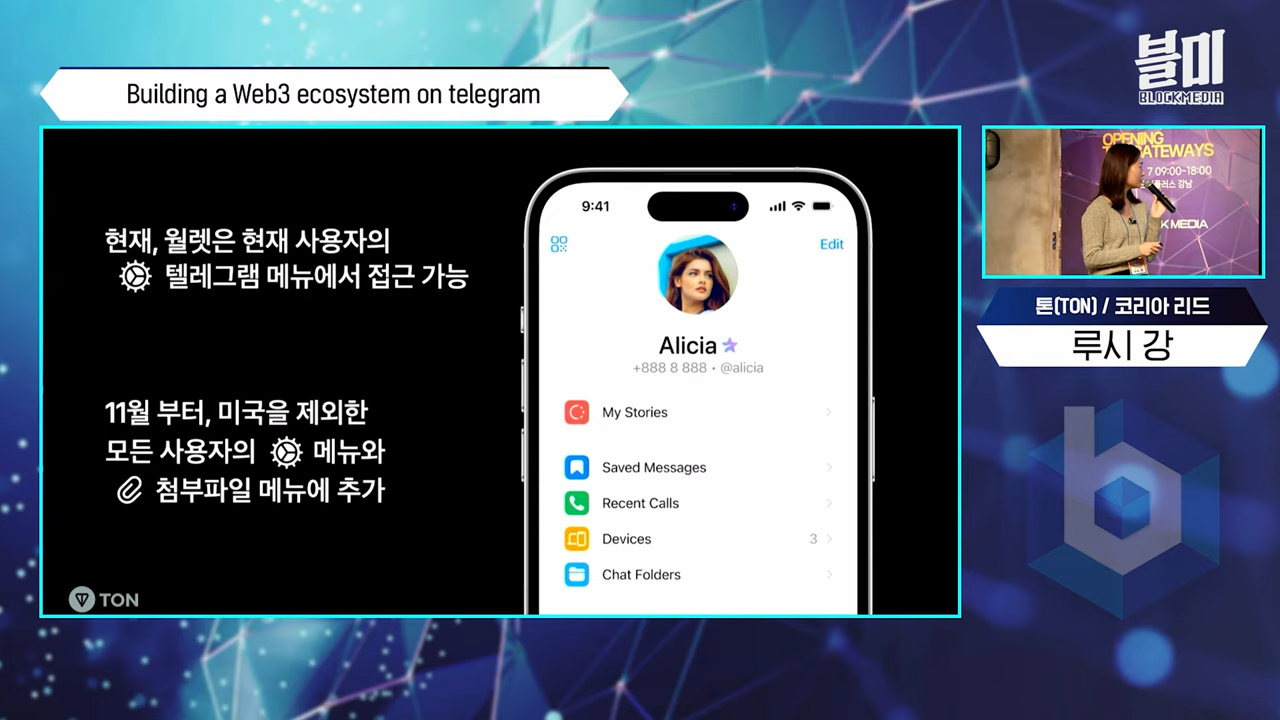 Building a Web3 ecosystem on telegram
블미
BLOCKMEDIA
현재, 월렛은 현재 사용자의
텔레그램 메뉴에서 접근 가능
11월 부터, 미국을 제외한
모든 사용자의 메뉴와
첨부파일 메뉴에 추가
TON
9:41
Edit
Alicia
+888 8 888 • @alicia
My Stories
Saved Messages
Recent Calls
Devices 3
Chat Folders
OPENING
GATEWAYS
7 09:00-18:00
플러스 강남
K MEDIA
톤(TON) / 코리아 리드
루시 강